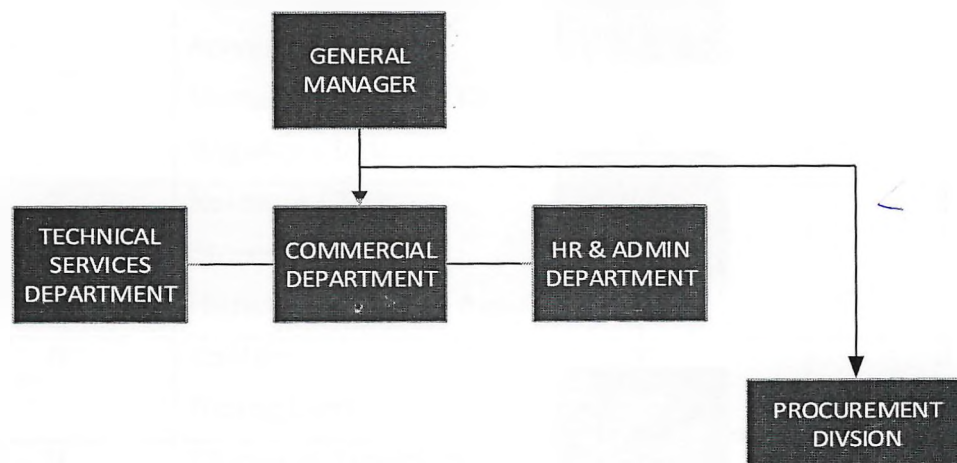 GENERAL
MANAGER
TECHNICAL
SERVICES
DEPARTMENT
COMMERCIAL
DEPARTMENT
HR & ADMIN
DEPARTMENT
PROCUREMENT
DIVSION